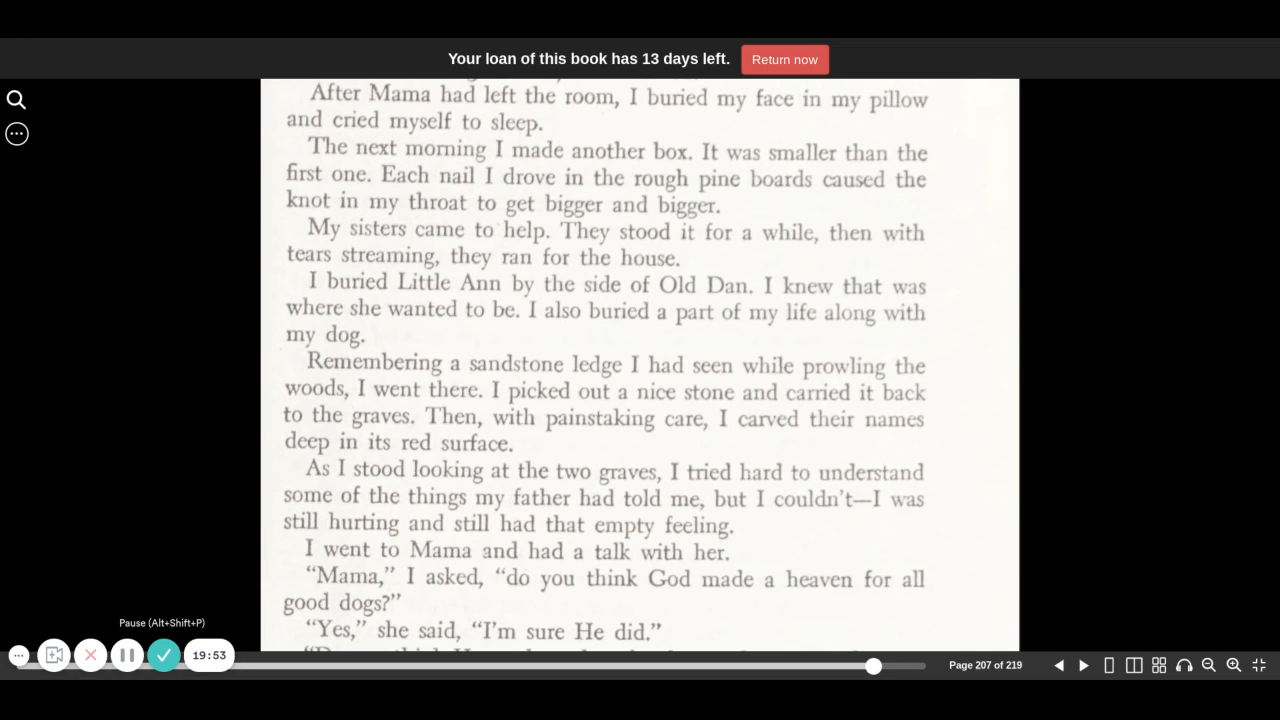 Your loan of this book has 13 days left. Return now
After Mama had left the room, I buried my face in my pillow
and cried myself to sleep.
The next morning I made another box. It was smaller than the
first one. Each nail I drove in the rough pine boards caused the
knot in my throat to get bigger and bigger.
My sisters came to help. They stood it for a while, then with
tears streaming, they ran for the house.
I buried Little Ann by the side of Old Dan. I knew that was
where she wanted to be. I also buried a part of my life along with
my dog.
Remembering a sandstone ledge I had seen while prowling the
woods, I went there. I picked out a nice stone and carried it back
to the graves. Then, with painstaking care, I carved their names
deep in its red surface.
As I stood looking at the two graves, I tried hard to understand
some of the things my father had told me, but I couldn't—I was
still hurting and still had that empty feeling.
I went to Mama and had a talk with her.
“Mama,” I asked, “do you think God made a heaven for all
good dogs?”
“Yes,” she said, “I'm sure He did.”
Pause (Alt+Shift+P)
19:53
Page 207 of 219